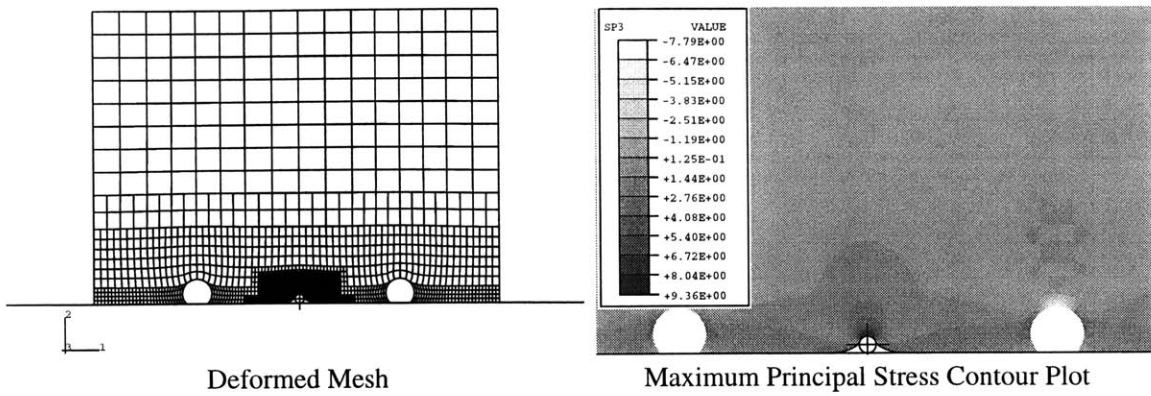 SP3 VALUE
-7.79E+00
-6.47E+00
-5.15E+00
-3.83E+00
-2.51E+00
-1.19E+00
+1.25E-01
+1.44E+00
+2.76E+00
+4.08E+00
+5.40E+00
+6.72E+00
+8.04E+00
+9.36E+00
2
3 1
Deformed Mesh
Maximum Principal Stress Contour Plot